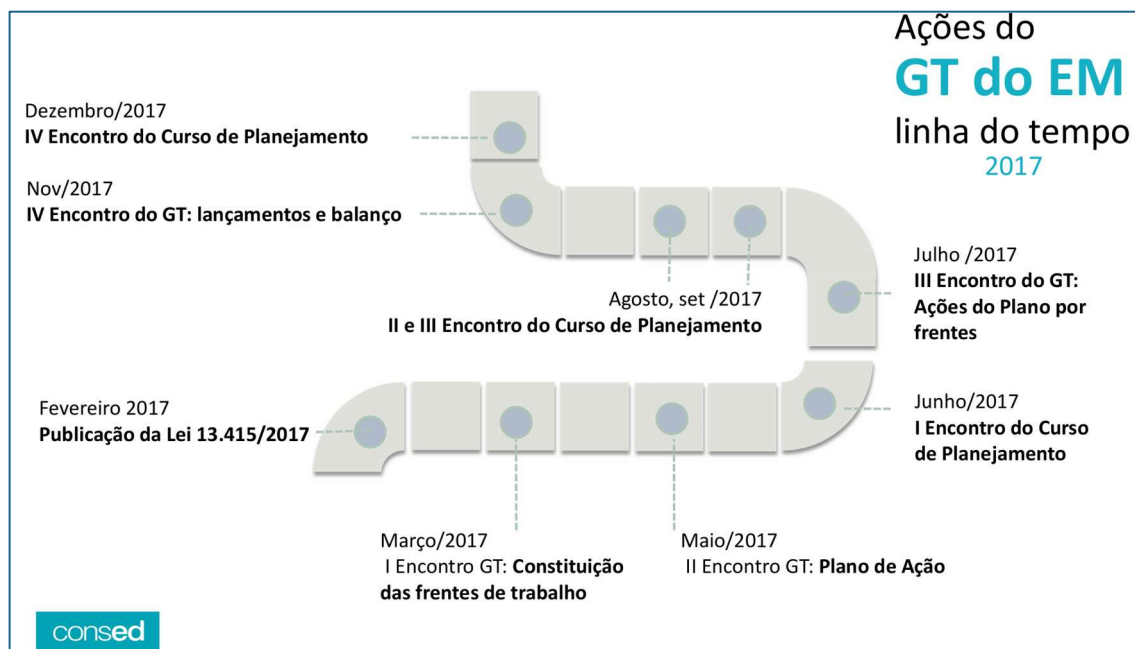 Ações do
GT do EM
linha do tempo
2017
Dezembro/2017
IV Encontro do Curso de Planejamento
Nov/2017
IV Encontro do GT: lançamentos e balanço
Julho /2017
III Encontro do GT:
Ações do Plano por
frentes
Agosto, set /2017
II e III Encontro do Curso de Planejamento
Fevereiro 2017
Publicação da Lei 13.415/2017
Junho/2017
I Encontro do Curso
de Planejamento
Março/2017
I Encontro GT: Constituição
das frentes de trabalho
Maio/2017
II Encontro GT: Plano de Ação
consed